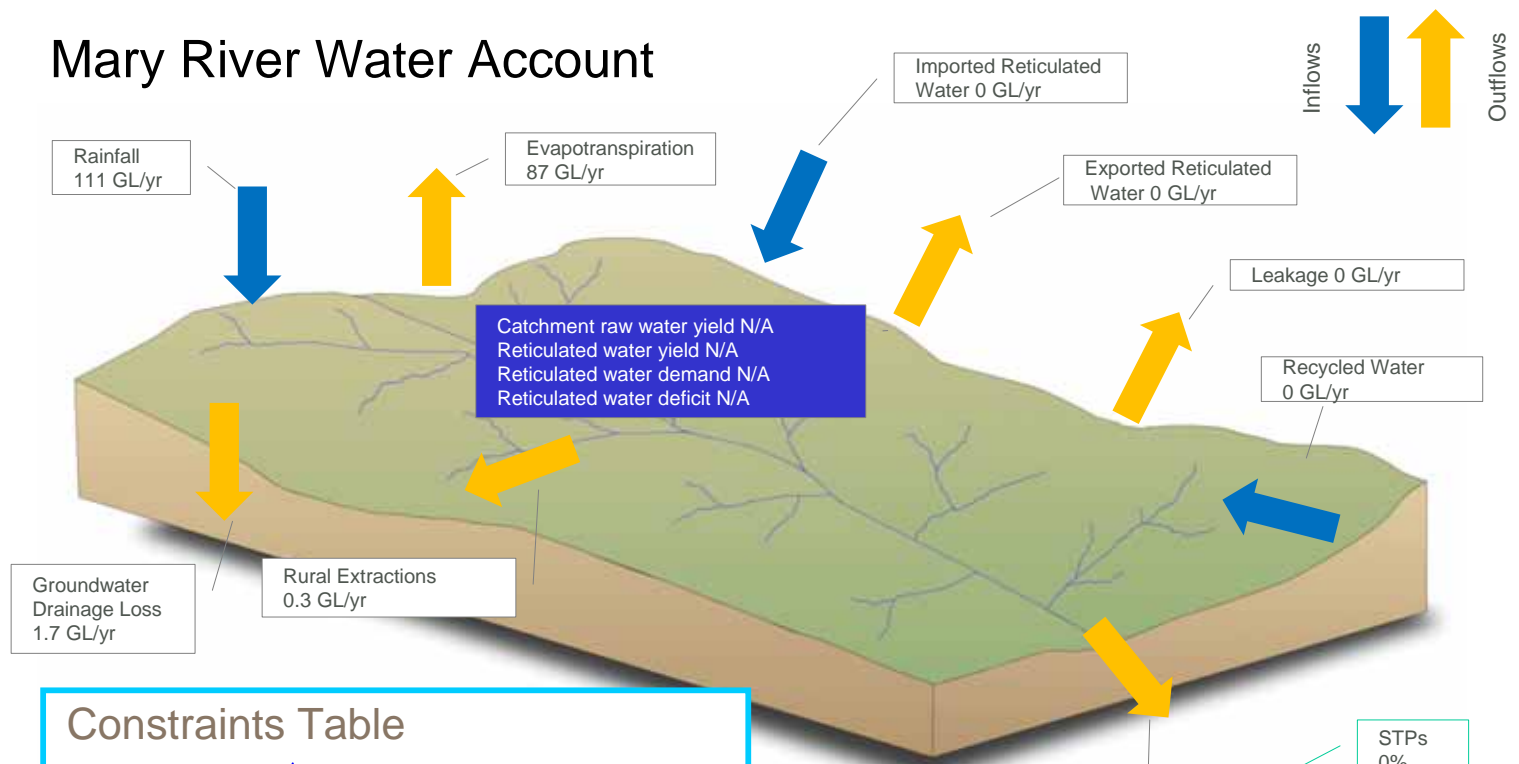 Mary River Water Account
Inflows
Outflows
Imported Reticulated
Water 0 GL/yr
Rainfall
111 GL/yr
Evapotranspiration
87 GL/yr
Exported Reticulated
Water 0 GL/yr
Leakage 0 GL/yr
Catchment raw water yield N/A
Reticulated water yield N/A
Reticulated water demand N/A
Reticulated water deficit N/A
Recycled Water
0 GL/yr
Groundwater
Drainage Loss
1.7 GL/yr
Rural Extractions
0.3 GL/yr
Constraints Table
STPs
0%